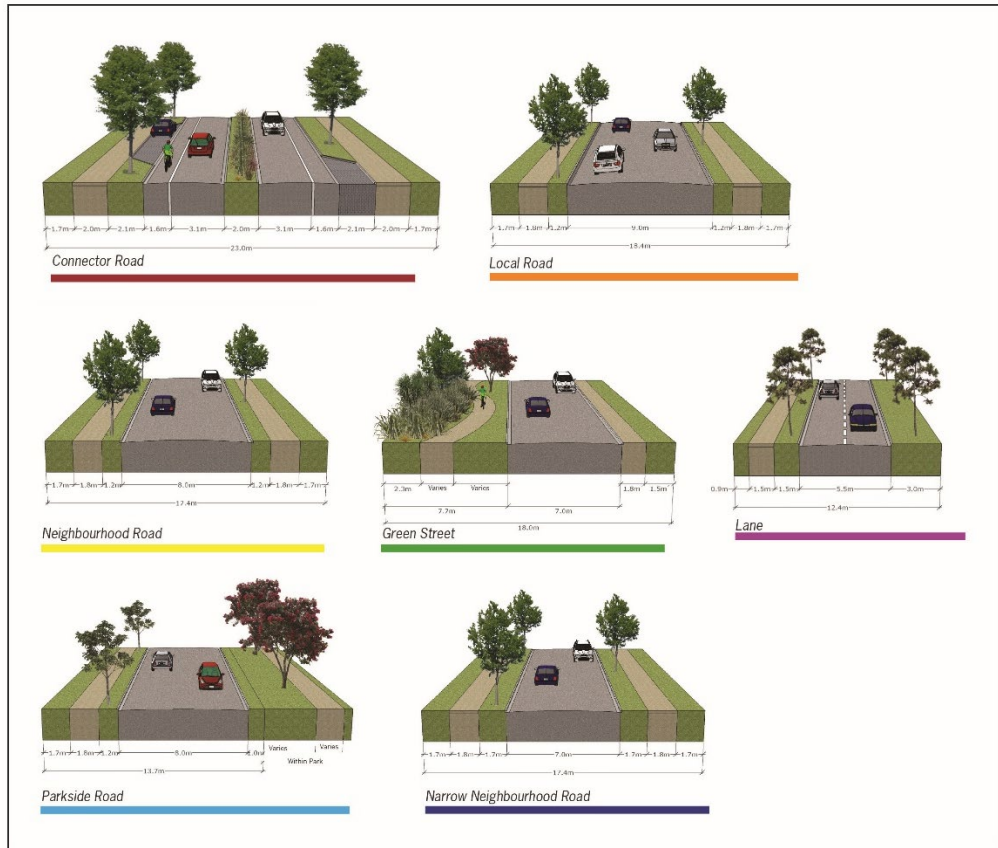 1.7m 2.0m 2.1m 1.6m 3.1m 2.0m 3.1m 1.6m 2.1m 2.0m 1.7m
23.0m
Connector Road
1.7m 1.8m 1.2m 9.0m 1.2m 1.8m 1.7m
18.4m
Local Road
1.7m 1.8m 1.2m 8.0m 1.2m 1.8m 1.7m
17.4m
Neighbourhood Road
2.3m Varies Varies 1.8m 1.5m
7.7m 7.0m
18.0m
Green Street
0.9m 1.5m 1.5m 5.5m 3.0m
12.4m
Lane
1.7m 1.8m 1.2m 8.0m 1.0m Varies Varies
Within Park
13.7m
Parkside Road
1.7m 1.8m 1.7m 7.0m 1.7m 1.8m 1.7m
17.4m
Narrow Neighbourhood Road